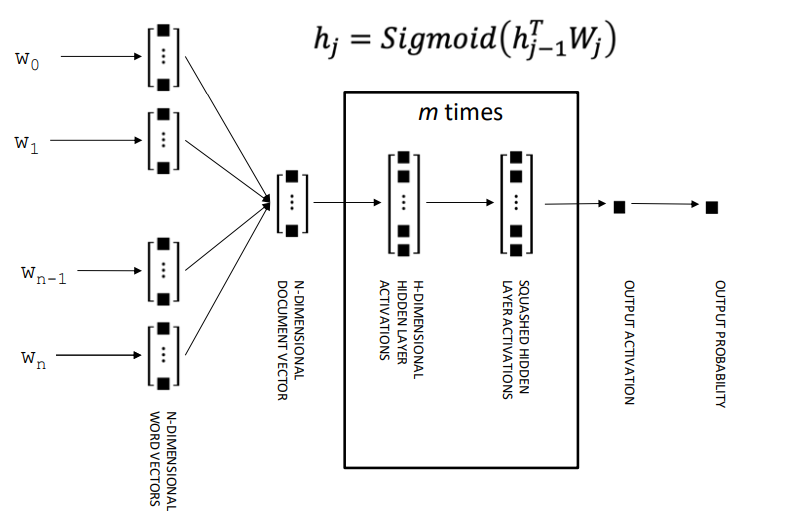 h_j = Sigmoid(h_{j-1}^T W_j)
m times
w_0
w_1
w_{n-1}
w_n
N-DIMENSIONAL
WORD VECTORS
N-DIMENSIONAL
DOCUMENT VECTOR
H-DIMENSIONAL
HIDDEN LAYER
ACTIVATIONS
SQUASHED HIDDEN
LAYER ACTIVATIONS
OUTPUT ACTIVATION
OUTPUT PROBABILITY